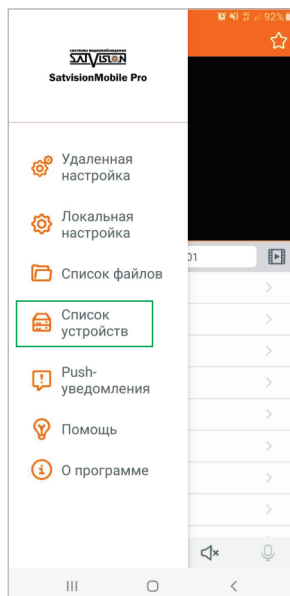 92%
системы видеонаблюдения
SATVISION
SatvisionMobile Pro
Удаленная
настройка
Локальная
настройка
01
Список файлов
Список
устройств
Push-
уведомления
Помощь
О программе